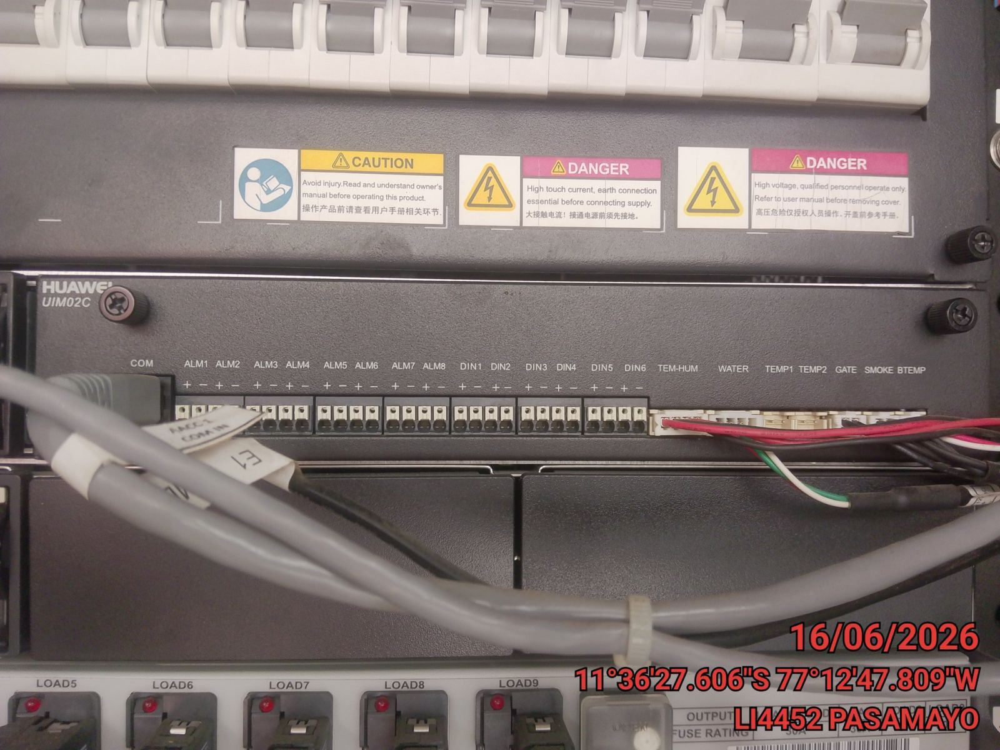 CAUTION
Avoid injury.Read and understand owner's
manual before operating this product.
操作产品前请查看用户手册相关环节.
DANGER
High touch current, earth connection
essential before connecting supply.
大接触电流！接通电源前须先接地。
DANGER
High voltage, qualified personnel operate only.
Refer to user manual before removing cover.
高压危险仅授权人员操作。开盖前参考手册.
HUAWEI
UIM02C
COM ALM1 ALM2 ALM3 ALM4 ALM5 ALM6 ALM7 ALM8 DIN1 DIN2 DIN3 DIN4 DIN5 DIN6 TEM-HUM WATER TEMP1 TEMP2 GATE SMOKE BTEMP
+ − + − + − + − + − + − + − + − + − + − + − + − + − + −
AACC-1
COM IN
E1
LOAD5 LOAD6 LOAD7 LOAD8 LOAD9
OUTPUT
FUSE RATING
16/06/2026
11°36'27.606"S 77°12'47.809"W
LI4452 PASAMAYO